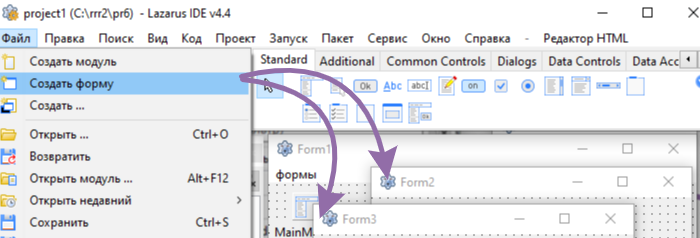 project1 (C:\rrr2\pr6) - Lazarus IDE v4.4
Файл Правка Поиск Вид Код Проект Запуск Пакет Сервис Окно Справка - Редактор HTML
Создать модуль
Создать форму
Создать ...
Открыть ... Ctrl+O
Возвратить
Открыть модуль ... Alt+F12
Открыть недавний
Сохранить Ctrl+S
Standard Additional Common Controls Dialogs Data Controls Data Acc
Ok Abc abcI on
Form1
формы
Form2
Form3
MainM